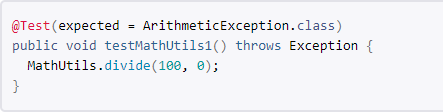 @Test(expected = ArithmeticException.class)
public void testMathUtils1() throws Exception {
  MathUtils.divide(100, 0);
}